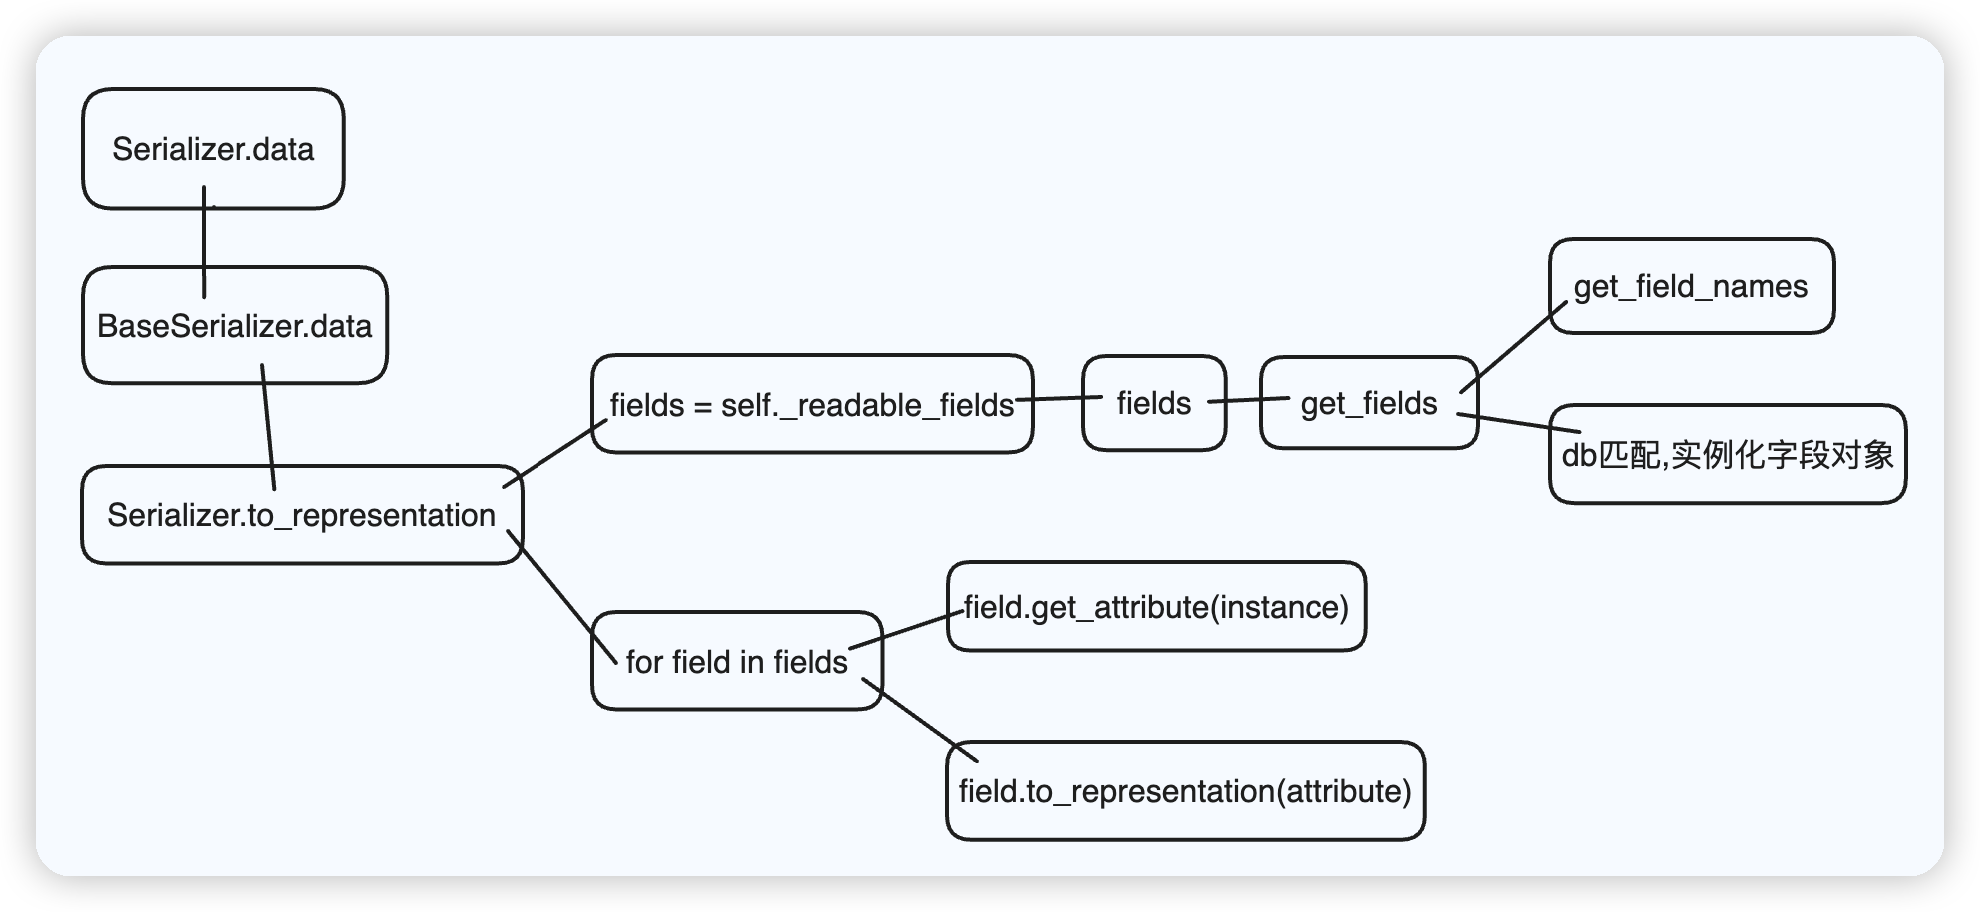 Serializer.data
BaseSerializer.data
Serializer.to_representation
fields = self._readable_fields
fields
get_fields
get_field_names
db匹配,实例化字段对象
for field in fields
field.get_attribute(instance)
field.to_representation(attribute)